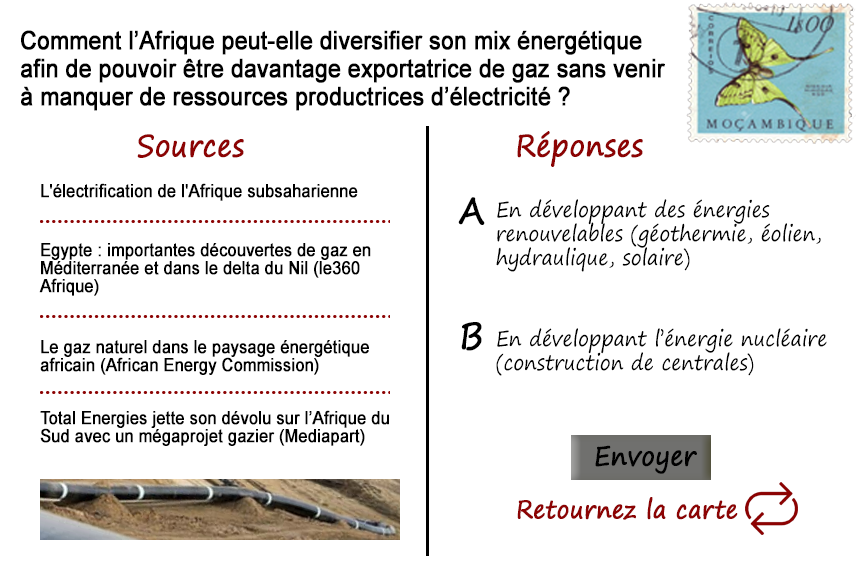 Comment l’Afrique peut-elle diversifier son mix énergétique
afin de pouvoir être davantage exportatrice de gaz sans venir
à manquer de ressources productrices d’électricité ?
CORREIOS
1$00
MOÇAMBIQUE
Sources
L'électrification de l'Afrique subsaharienne
Egypte : importantes découvertes de gaz en
Méditerranée et dans le delta du Nil (le360
Afrique)
Le gaz naturel dans le paysage énergétique
africain (African Energy Commission)
Total Energies jette son dévolu sur l’Afrique du
Sud avec un mégaprojet gazier (Mediapart)
Réponses
A En développant des énergies
renouvelables (géothermie, éolien,
hydraulique, solaire)
B En développant l’énergie nucléaire
(construction de centrales)
Envoyer
Retournez la carte